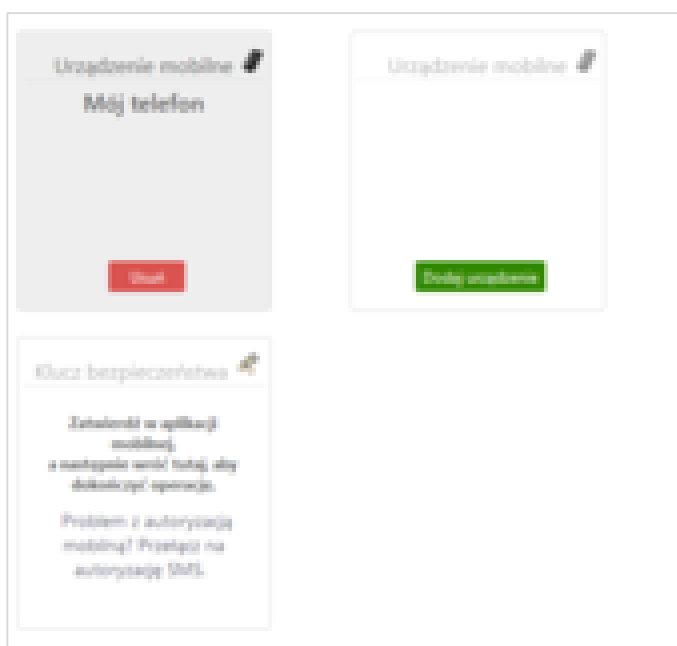 Urządzenie mobilne
Mój telefon
Usuń
Urządzenie mobilne
Dodaj urządzenie
Klucz bezpieczeństwa
Zatwierdź w aplikacji
mobilnej,
a następnie wróć tutaj, aby
dokończyć operację.
Problem z autoryzacją
mobilną? Przełącz na
autoryzację SMS.